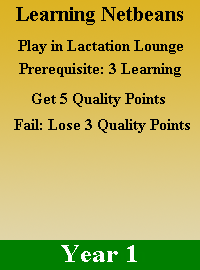 Learning Netbeans
Play in Lactation Lounge
Prerequisite: 3 Learning
Get 5 Quality Points
Fail: Lose 3 Quality Points
Year 1